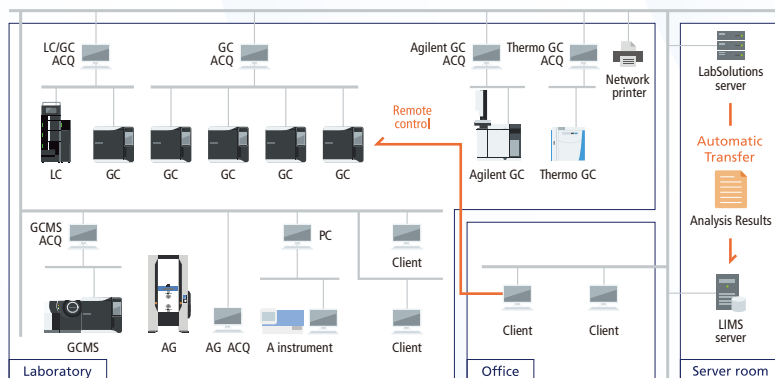 LC/GC
ACQ
GC
ACQ
Agilent GC
ACQ
Thermo GC
ACQ
Network
printer
LabSolutions
server
Remote
control
LC
GC
GC
GC
GC
GC
Agilent GC
Thermo GC
Automatic
Transfer
Analysis Results
GCMS
ACQ
PC
Client
GCMS
AG
AG ACQ
A instrument
Client
Client
Client
LIMS
server
Laboratory
Office
Server room